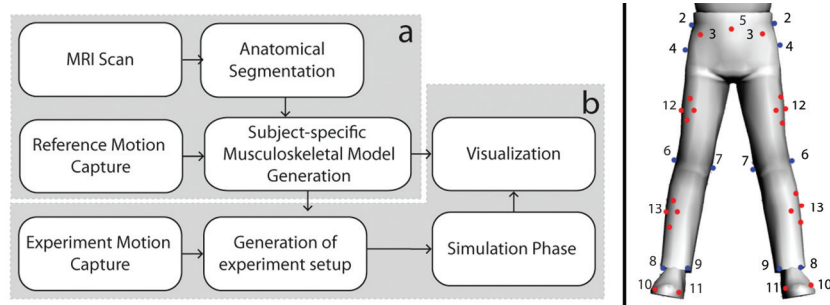 a
MRI Scan
Anatomical
Segmentation
b
Reference Motion
Capture
Subject-specific
Musculoskeletal Model
Generation
Visualization
Experiment Motion
Capture
Generation of
experiment setup
Simulation Phase
2 5 2
3 3
4 4
12 12
6 7 7 6
13 13
8 9 9 8
10 11 11 10